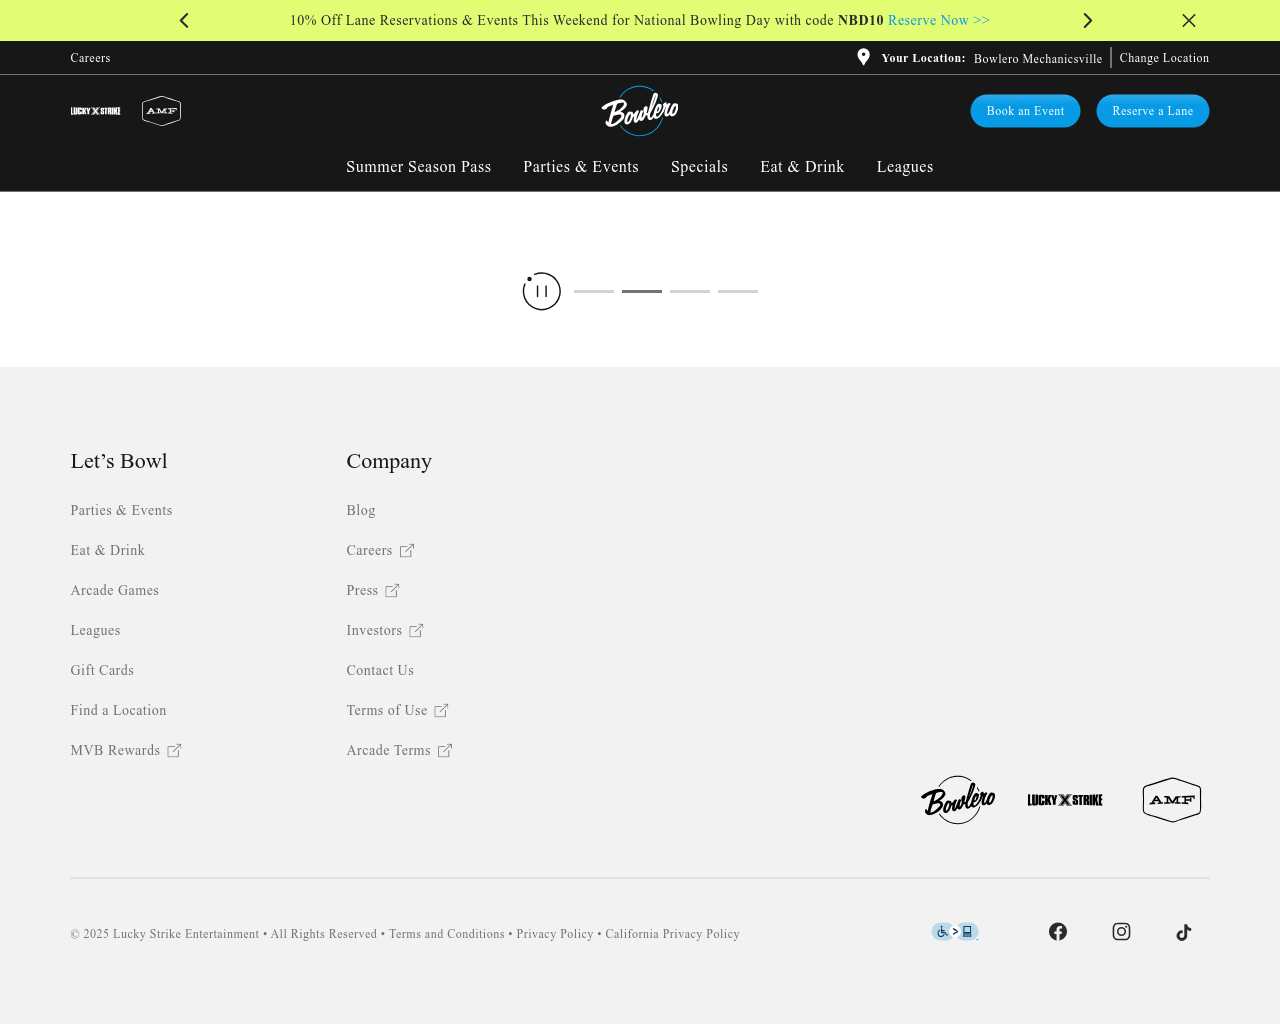 10% Off Lane Reservations & Events This Weekend for National Bowling Day with code NBD10 Reserve Now >>
Careers
Your Location: Bowlero Mechanicsville
Change Location
LUCKY X STRIKE
AMF
Bowlero
Book an Event
Reserve a Lane
Summer Season Pass
Parties & Events
Specials
Eat & Drink
Leagues
Let's Bowl
Parties & Events
Eat & Drink
Arcade Games
Leagues
Gift Cards
Find a Location
MVB Rewards
Company
Blog
Careers
Press
Investors
Contact Us
Terms of Use
Arcade Terms
Bowlero
LUCKY X STRIKE
AMF
© 2025 Lucky Strike Entertainment • All Rights Reserved • Terms and Conditions • Privacy Policy • California Privacy Policy